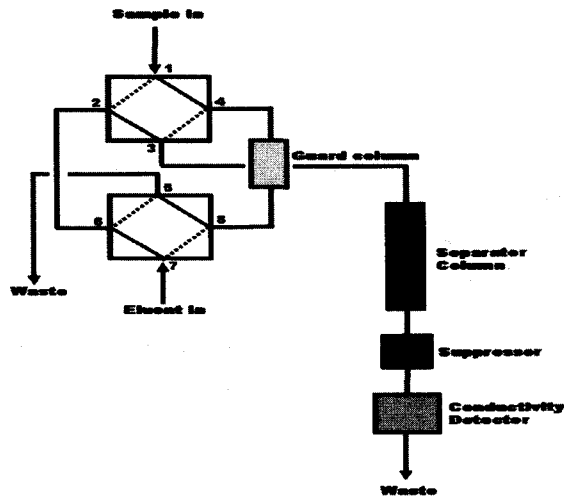 Sample In
1
2
4
3
Guard column
5
6
8
7
Waste
Eluent In
Separator
Column
Suppressor
Conductivity
Detector
Waste